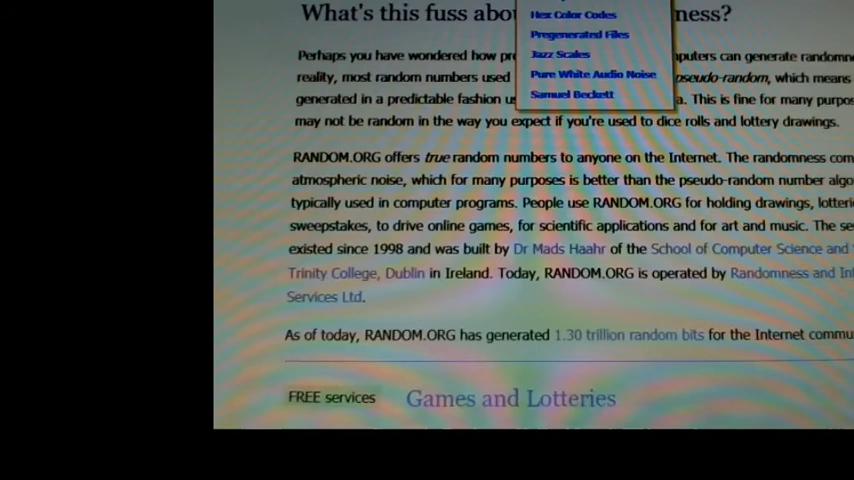 What's this fuss abo ness?
Hex Color Codes
Pregenerated Files
Jazz Scales
Pure White Audio Noise
Samuel Beckett
Perhaps you have wondered how pr puters can generate randomn
reality, most random numbers used pseudo-random, which means
generated in a predictable fashion u a. This is fine for many purpo
may not be random in the way you expect if you're used to dice rolls and lottery drawings.
RANDOM.ORG offers true random numbers to anyone on the Internet. The randomness com
atmospheric noise, which for many purposes is better than the pseudo-random number algo
typically used in computer programs. People use RANDOM.ORG for holding drawings, lotterie
sweepstakes, to drive online games, for scientific applications and for art and music. The se
existed since 1998 and was built by Dr Mads Haahr of the School of Computer Science and
Trinity College, Dublin in Ireland. Today, RANDOM.ORG is operated by Randomness and In
Services Ltd.
As of today, RANDOM.ORG has generated 1.30 trillion random bits for the Internet commu
FREE services
Games and Lotteries